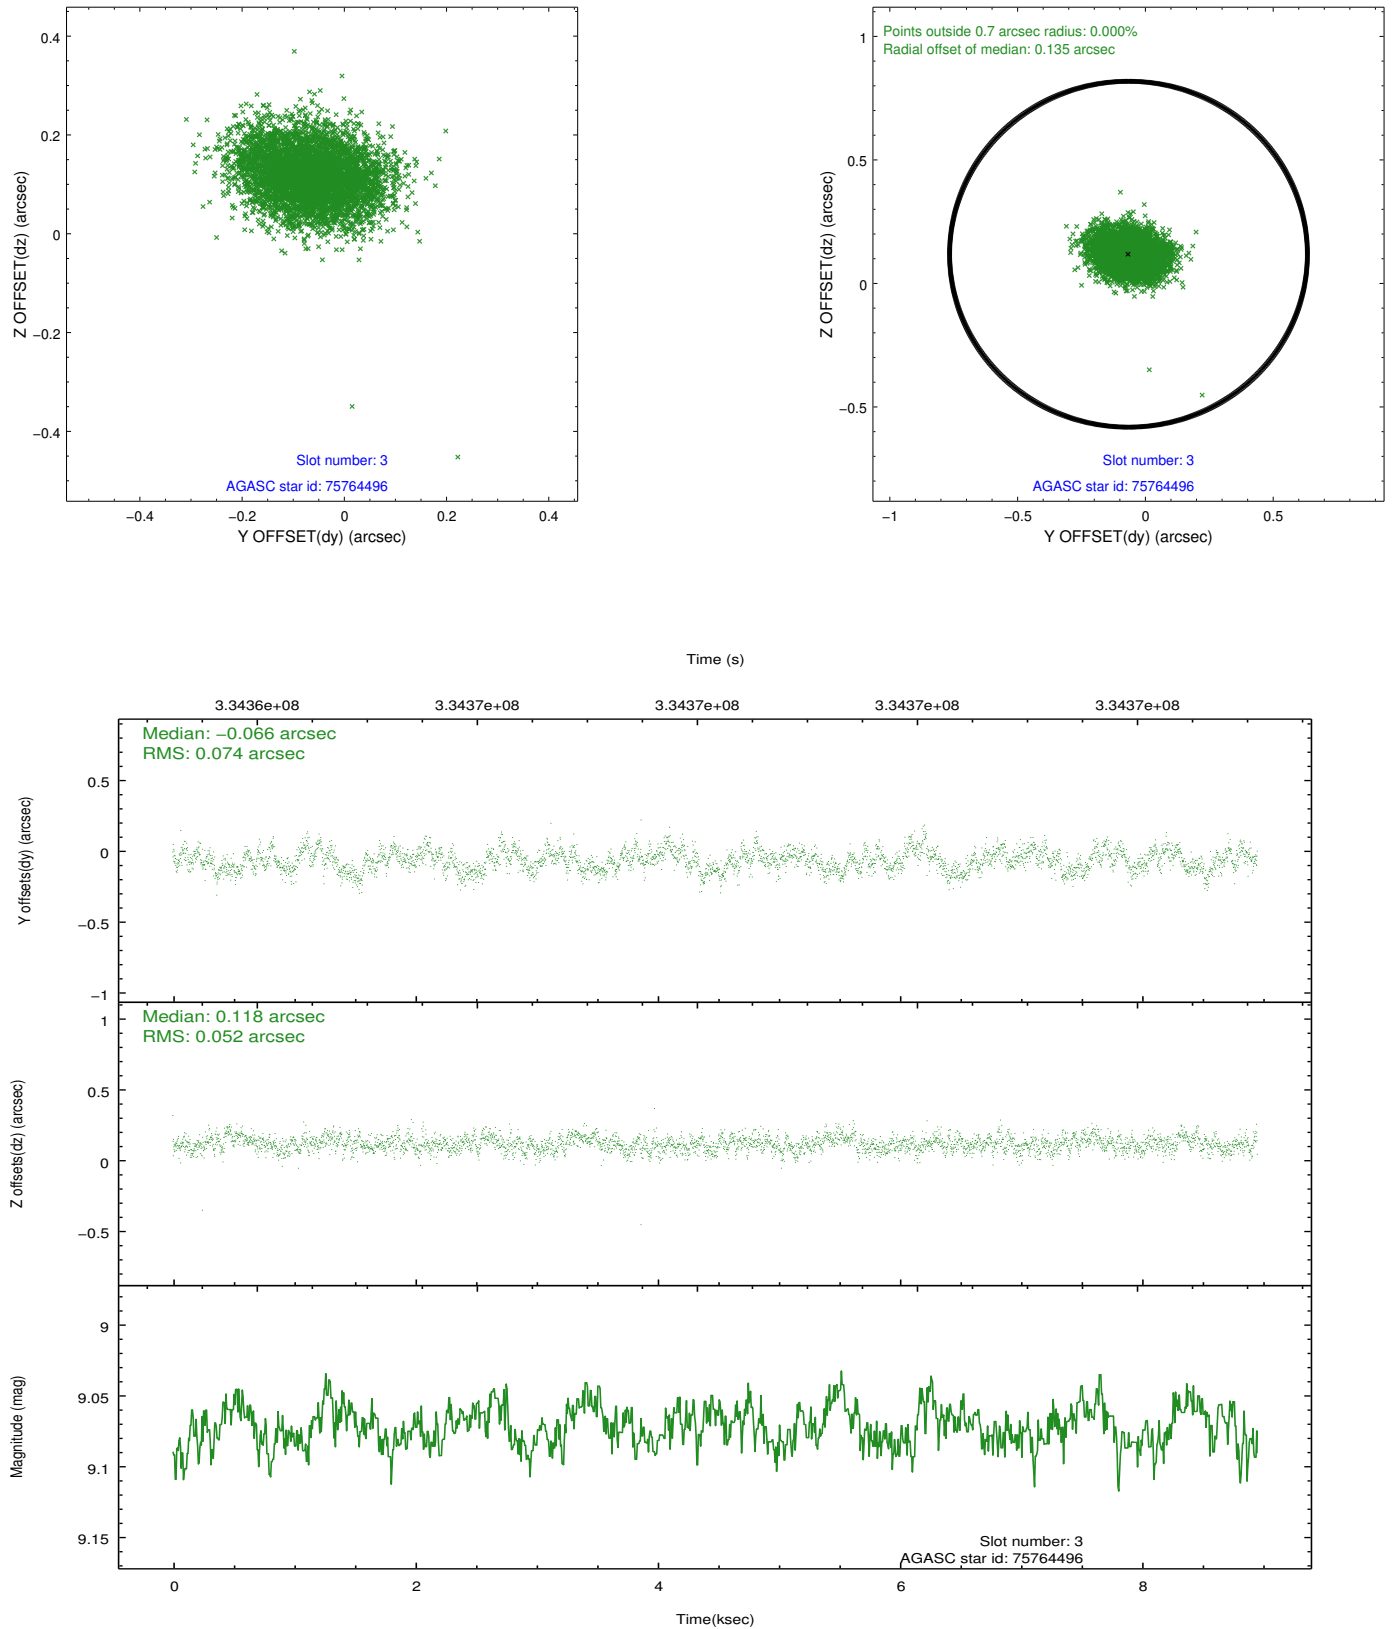 0.4
0.2
0
−0.2
−0.4
Z OFFSET(dz) (arcsec)
Slot number: 3
AGASC star id: 75764496
−0.4 −0.2 0 0.2 0.4
Y OFFSET(dy) (arcsec)
Points outside 0.7 arcsec radius: 0.000%
Radial offset of median: 0.135 arcsec
1
0.5
0
−0.5
Z OFFSET(dz) (arcsec)
Slot number: 3
AGASC star id: 75764496
−1 −0.5 0 0.5
Y OFFSET(dy) (arcsec)
Time (s)
3.3436e+08 3.3437e+08 3.3437e+08 3.3437e+08 3.3437e+08
Median: −0.066 arcsec
RMS: 0.074 arcsec
0.5
0
−0.5
−1
Y offsets(dy) (arcsec)
Median: 0.118 arcsec
RMS: 0.052 arcsec
1
0.5
0
−0.5
Z offsets(dz) (arcsec)
9
9.05
9.1
9.15
Magnitude (mag)
Slot number: 3
AGASC star id: 75764496
0 2 4 6 8
Time(ksec)